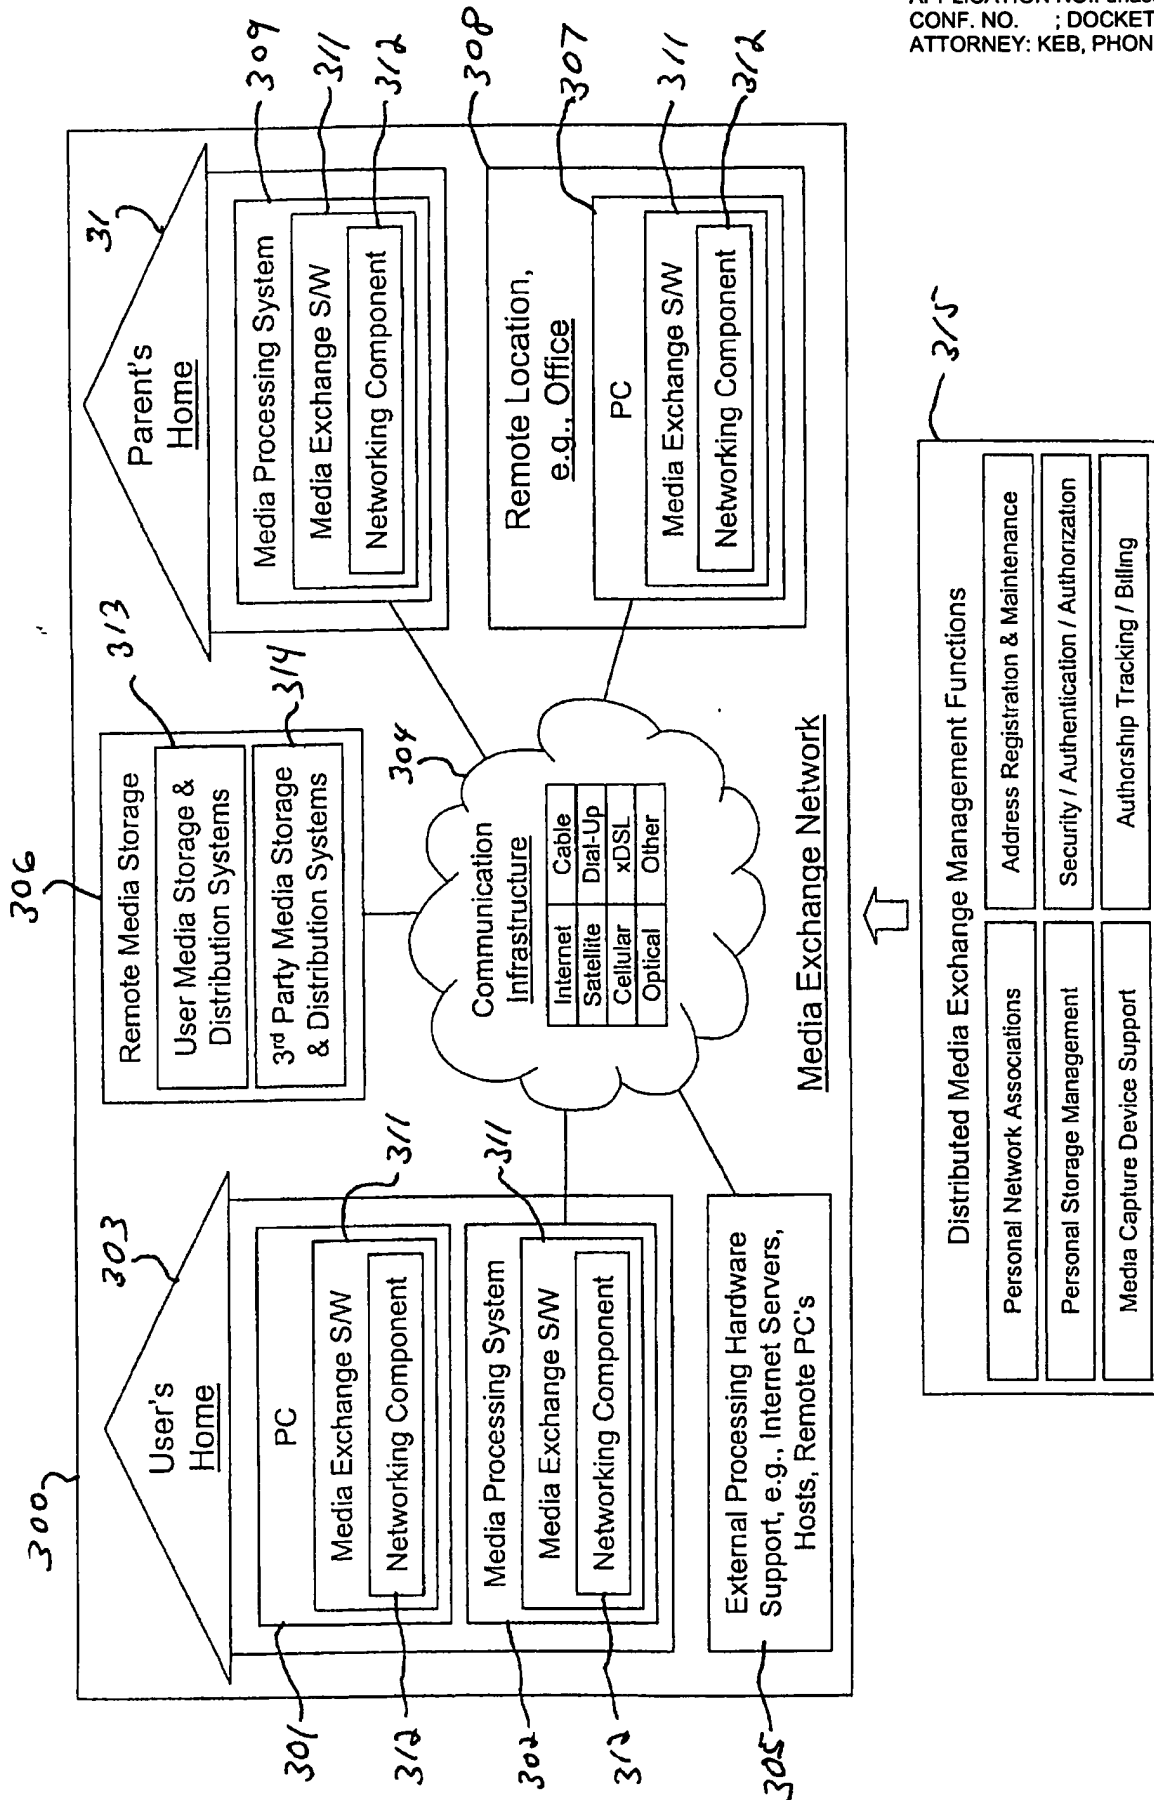 APPLICATION NO.:
CONF. NO. ; DOCKET
ATTORNEY: KEB, PHON
300
303
User's
Home
PC
Media Exchange S/W
Networking Component
311
301
312
Media Processing System
Media Exchange S/W
Networking Component
311
302
312
External Processing Hardware
Support, e.g., Internet Servers,
Hosts, Remote PC's
305
306
Remote Media Storage
User Media Storage &
Distribution Systems
313
3rd Party Media Storage
& Distribution Systems
314
304
Communication
Infrastructure
Internet Cable
Satellite Dial-Up
Cellular xDSL
Optical Other
Media Exchange Network
31
Parent's
Home
Media Processing System
Media Exchange S/W
Networking Component
309
311
312
308
307
Remote Location,
e.g., Office
PC
Media Exchange S/W
Networking Component
311
312
315
Distributed Media Exchange Management Functions
Personal Network Associations
Address Registration & Maintenance
Personal Storage Management
Security / Authentication / Authorization
Media Capture Device Support
Authorship Tracking / Billing